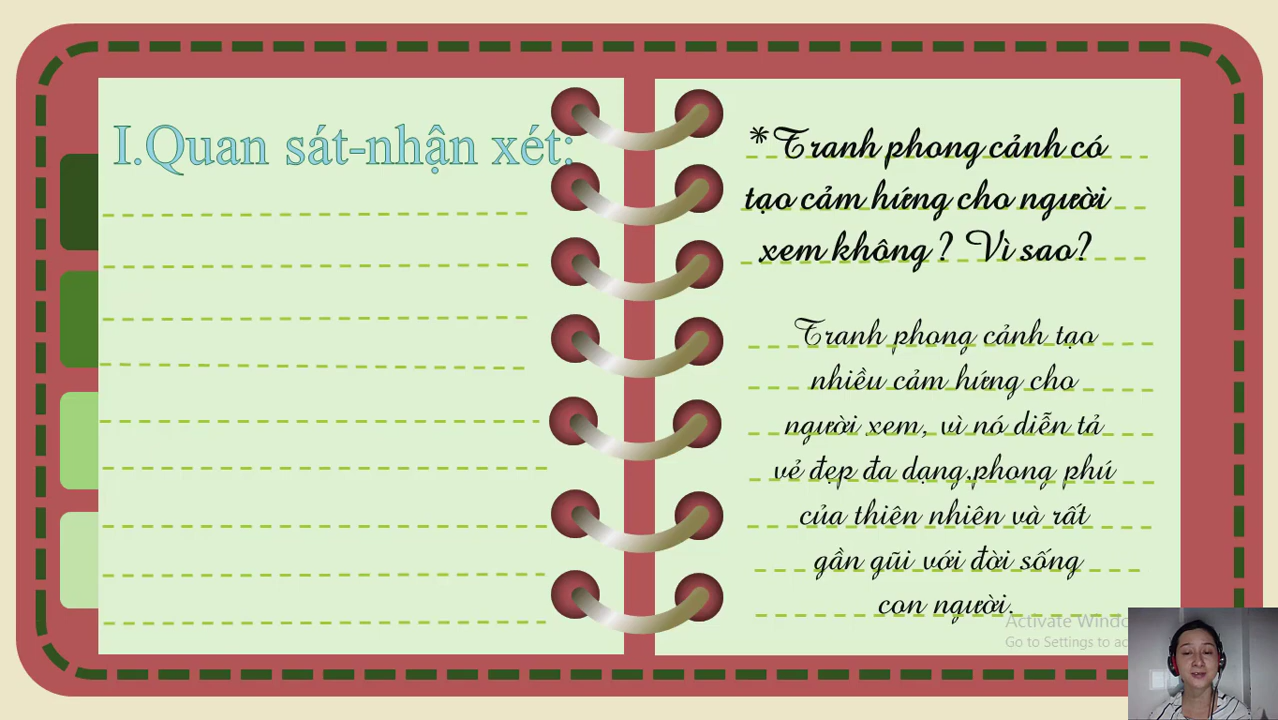 I.Quan sát-nhận xét:
*Tranh phong cảnh có
tạo cảm hứng cho người
xem không ? Vì sao?
Tranh phong cảnh tạo
nhiều cảm hứng cho
người xem, vì nó diễn tả
vẻ đẹp đa dạng,phong phú
của thiên nhiên và rất
gần gũi với đời sống
con người.
Activate Windo
Go to Settings to ac